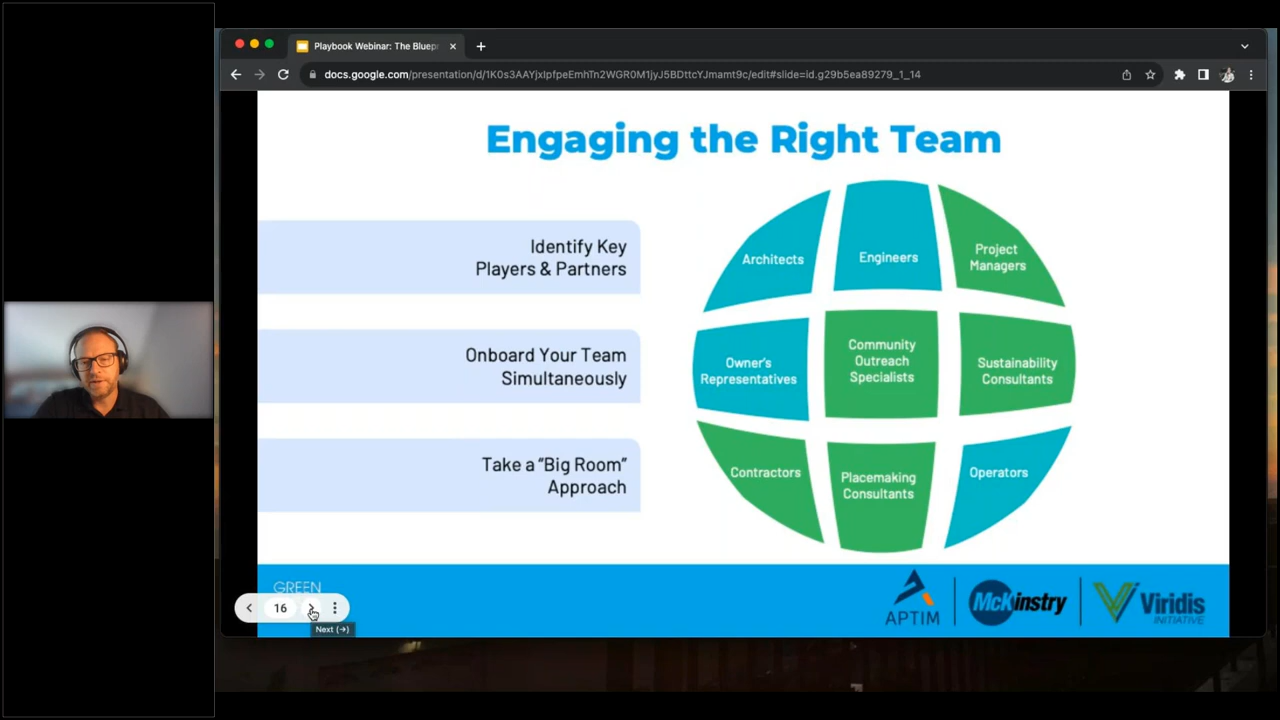 Playbook Webinar: The Bluep
docs.google.com/presentation/d/1K0s3AAYjxIpfpeEmhTn2WGR0M1jyJ5BDttcYJmamt9c/edit#slide=id.g29b5ea89279_1_14
Engaging the Right Team
Identify Key
Players & Partners
Onboard Your Team
Simultaneously
Take a “Big Room”
Approach
Architects
Engineers
Project
Managers
Owner's
Representatives
Community
Outreach
Specialists
Sustainability
Consultants
Contractors
Placemaking
Consultants
Operators
GREEN
16
Next (→)
APTIM
McKinstry
Viridis
INITIATIVE